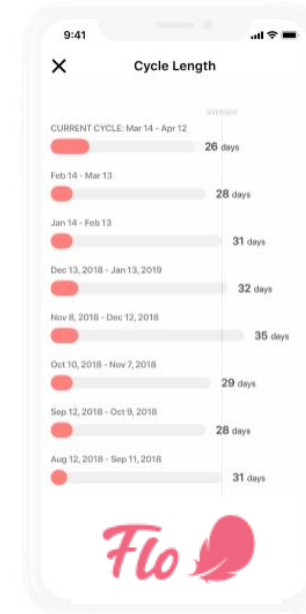 9:41
Cycle Length
AVERAGE
CURRENT CYCLE: Mar 14 - Apr 12
26 days
Feb 14 - Mar 13
28 days
Jan 14 - Feb 13
31 days
Dec 13, 2018 - Jan 13, 2019
32 days
Nov 8, 2018 - Dec 12, 2018
35 days
Oct 10, 2018 - Nov 7, 2018
29 days
Sep 12, 2018 - Oct 9, 2018
28 days
Aug 12, 2018 - Sep 11, 2018
31 days
Flo